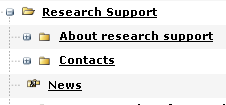 Research Support
About research support
Contacts
News